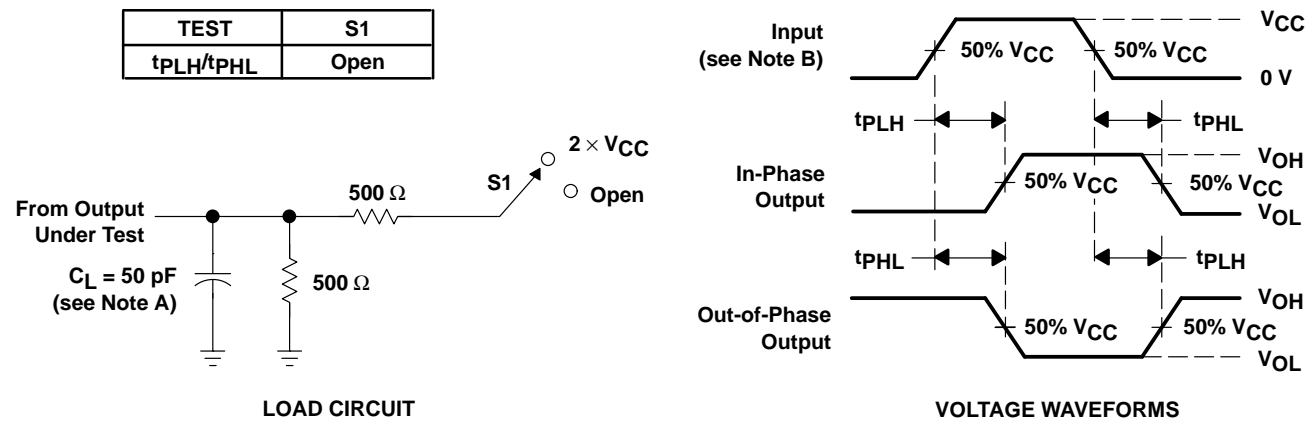 TEST S1
tPLH/tPHL Open
From Output
Under Test
CL = 50 pF
(see Note A)
500 Ω
500 Ω
S1
2 × VCC
Open
LOAD CIRCUIT
Input
(see Note B)
50% VCC
50% VCC
VCC
0 V
tPLH
tPHL
In-Phase
Output
50% VCC
50% VCC
VOH
VOL
tPHL
tPLH
Out-of-Phase
Output
50% VCC
50% VCC
VOH
VOL
VOLTAGE WAVEFORMS